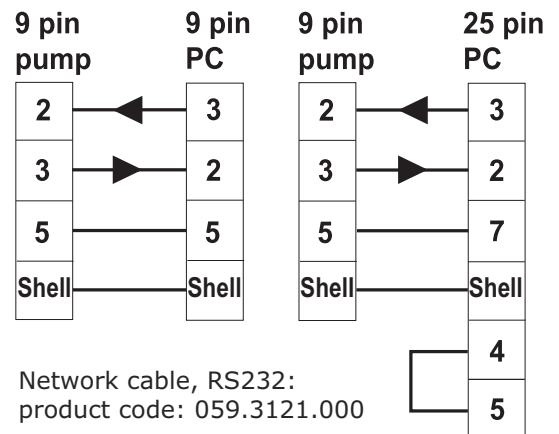 9 pin pump 9 pin PC 9 pin pump 25 pin PC
2 3 2 3
3 2 3 2
5 5 5 7
Shell Shell Shell Shell
4
Network cable, RS232:
product code: 059.3121.000
5